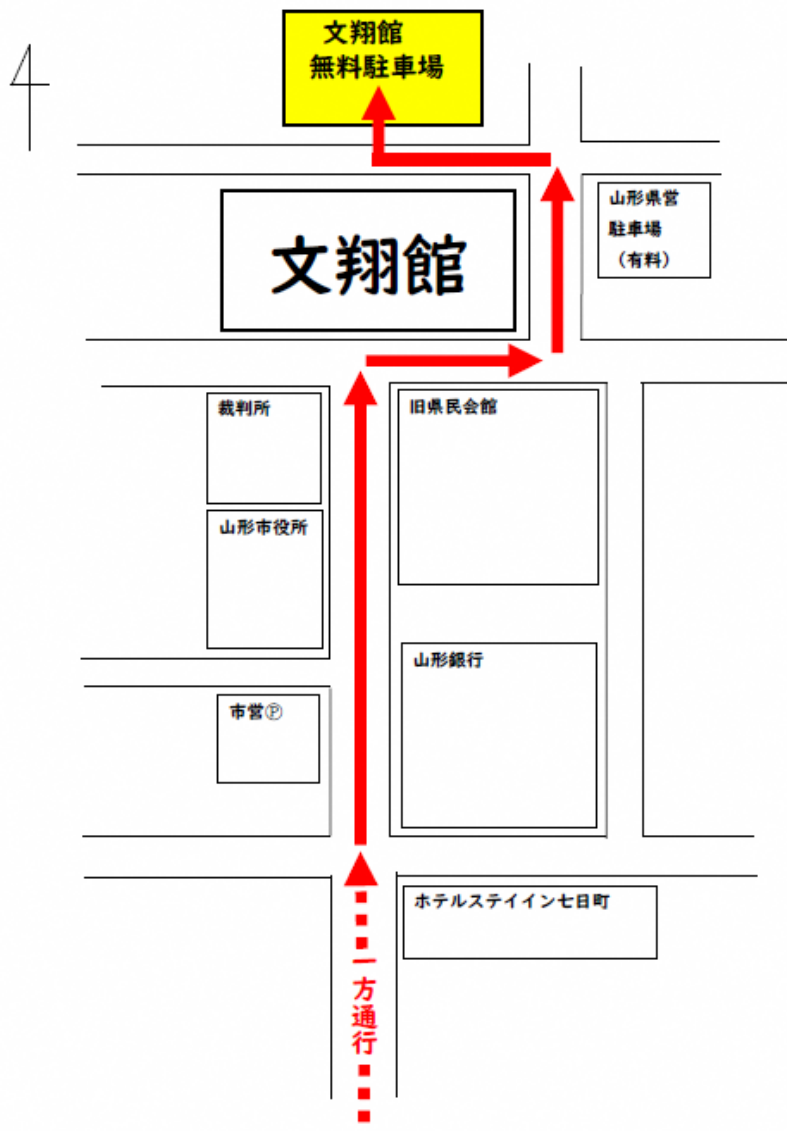 文翔館
無料駐車場
山形県営
駐車場
（有料）
文翔館
裁判所
旧県民会館
山形市役所
山形銀行
市営Ⓟ
ホテルステイイン七日町
一方通行